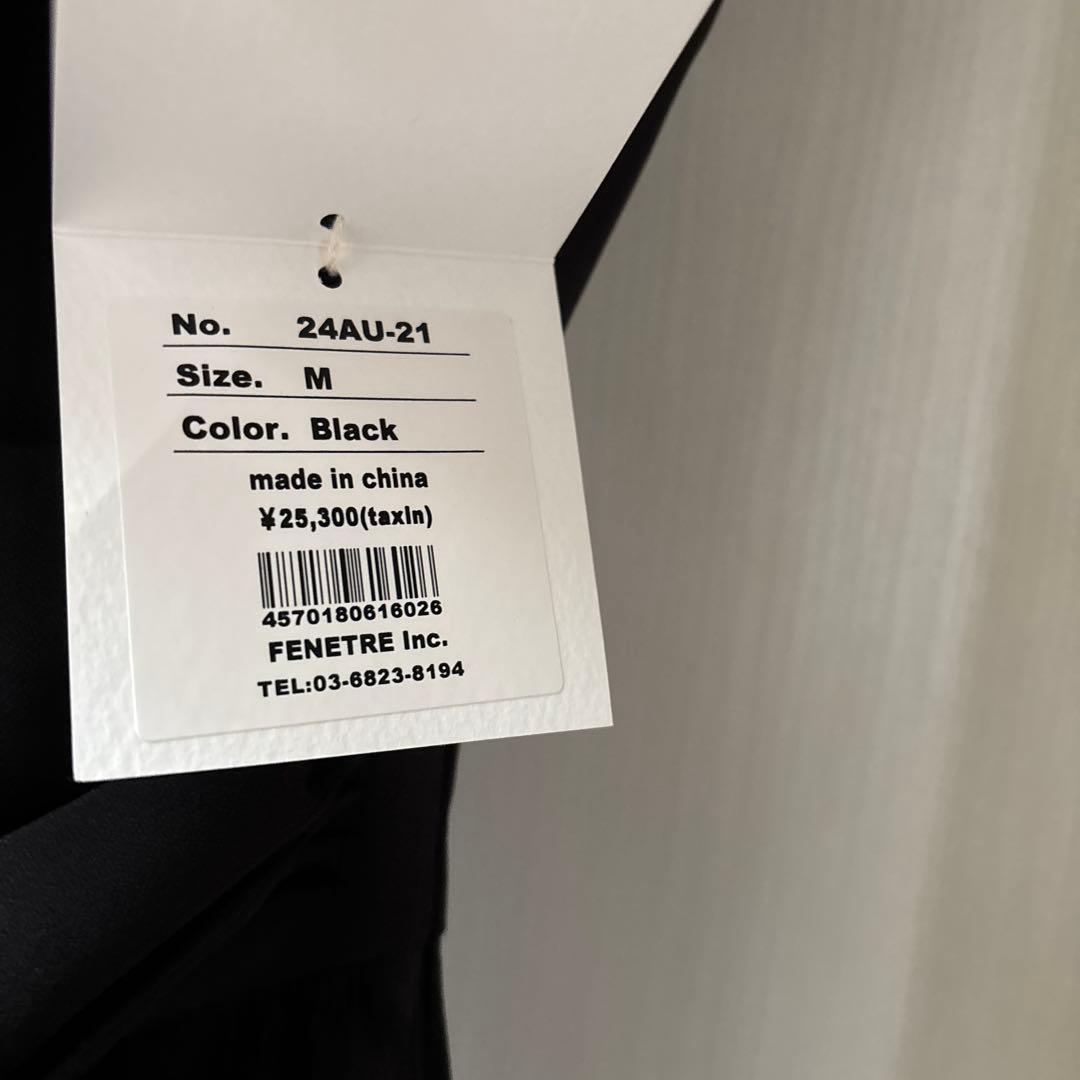 No. 24AU-21
Size. M
Color. Black
made in china
¥25,300(taxin)
4570180616026
FENETRE Inc.
TEL:03-6823-8194